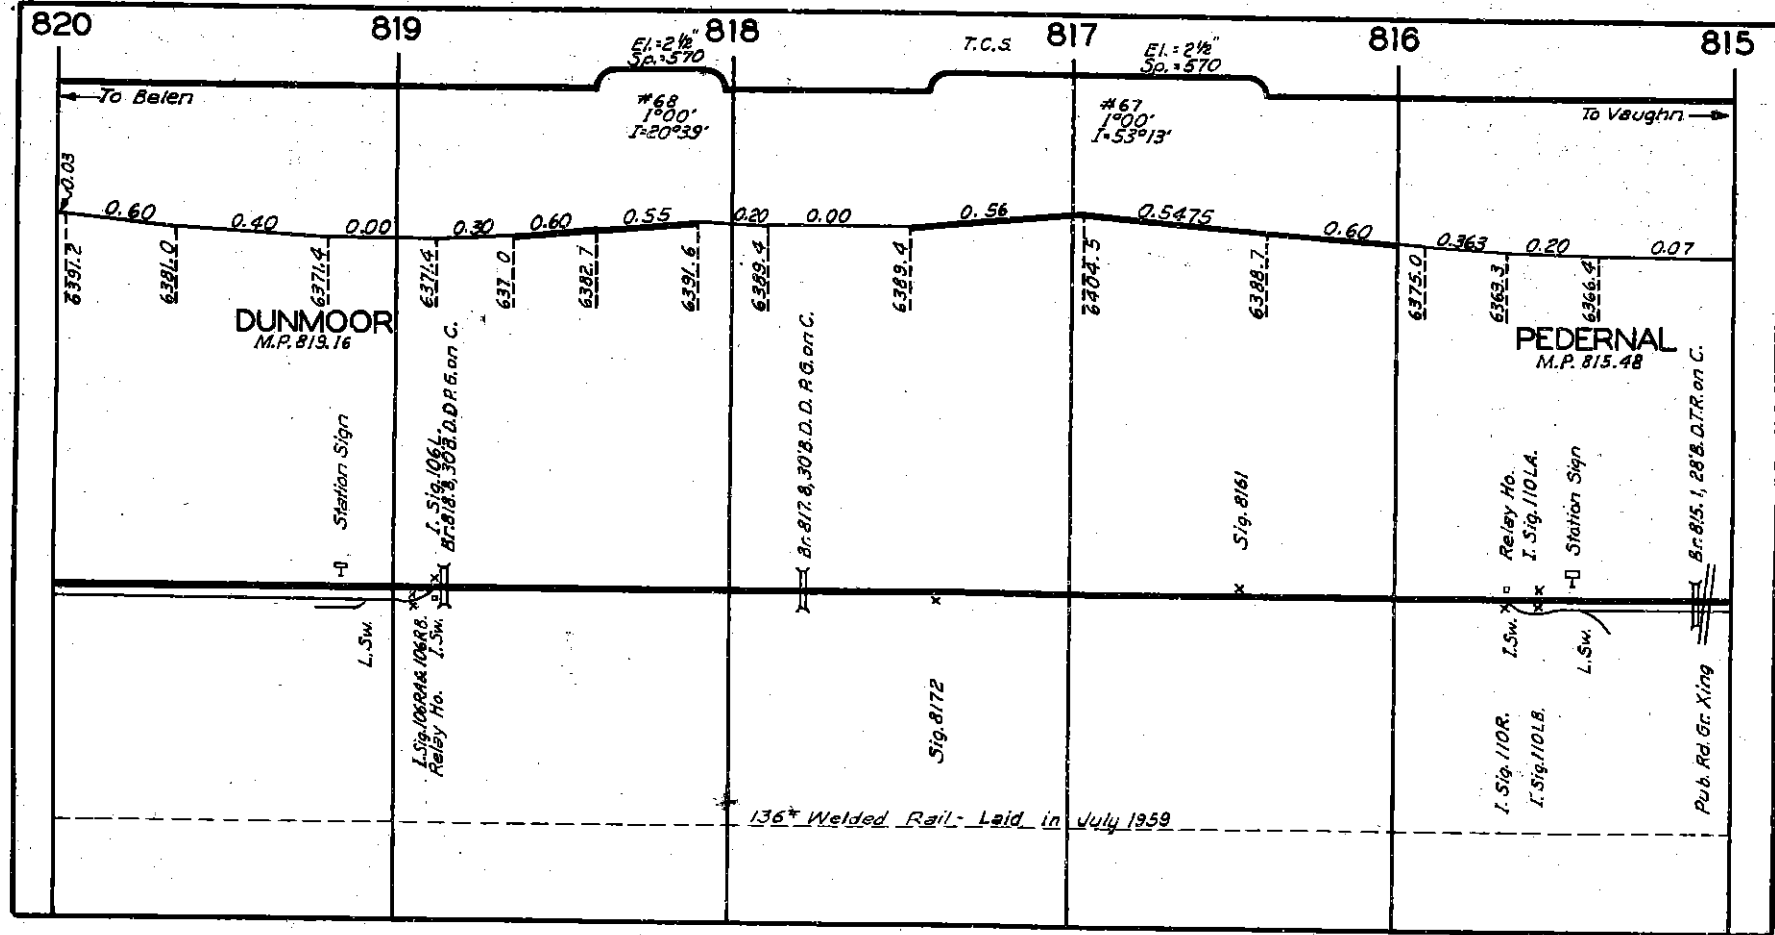 820
819
818
817
816
815
El.=2½"
Sp.=570
T.C.S.
El.=2½"
Sp.=570
To Belen
#68
1°00'
I=20°39'
#67
1°00'
I=53°13'
To Vaughn
0.03
0.60
0.40
0.00
0.30
0.60
0.55
0.20
0.00
0.56
0.5475
0.60
0.363
0.20
0.07
6391.2
6381.0
6371.4
6371.4
6382.7
6391.6
6389.4
6389.4
6404.5
6388.7
6375.0
6369.3
6366.4
DUNMOOR
M.P. 819.16
PEDERNAL
M.P. 815.48
Station Sign
I. Sig. 106L.
Br. 818.8, 30' B.D.D.P.G. on C.
Br. 817.8, 30' B.D.D.P.G. on C.
Sig. 8161
Relay Ho.
I. Sig. 110LA.
Station Sign
Br. 815.1, 28' B.D.T.R. on C.
L.Sw.
I.Sig. 106RA & 106RB.
Relay Ho.
I.Sw.
Sig. 8172
I.Sw.
I. Sig. 110R.
I. Sig. 110LB.
L.Sw.
Pub. Rd. Gr. Xing
136# Welded Rail - Laid in July 1959